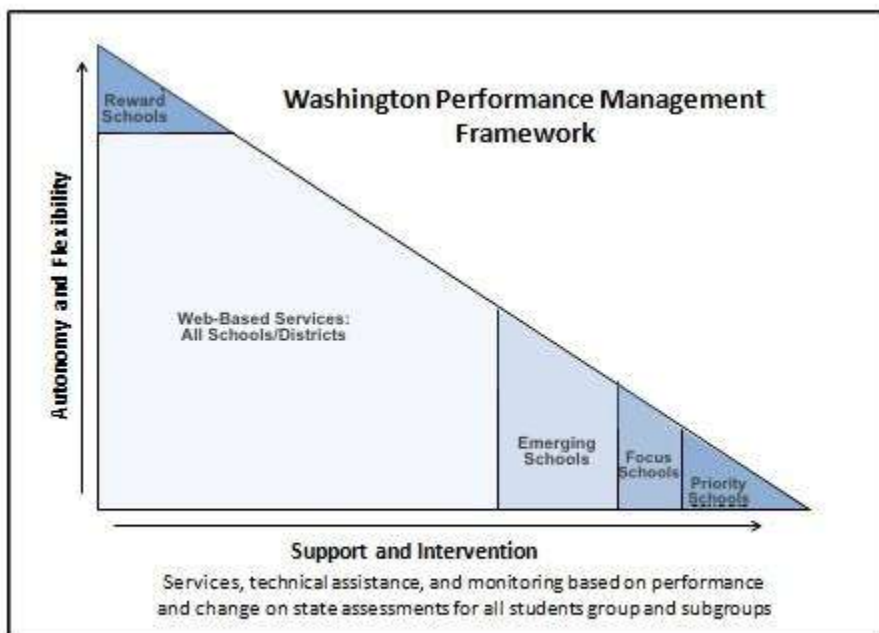 Washington Performance Management
Framework
Reward
Schools
Autonomy and Flexibility
Web-Based Services:
All Schools/Districts
Emerging
Schools
Focus
Schools
Priority
Schools
Support and Intervention
Services, technical assistance, and monitoring based on performance
and change on state assessments for all students group and subgroups